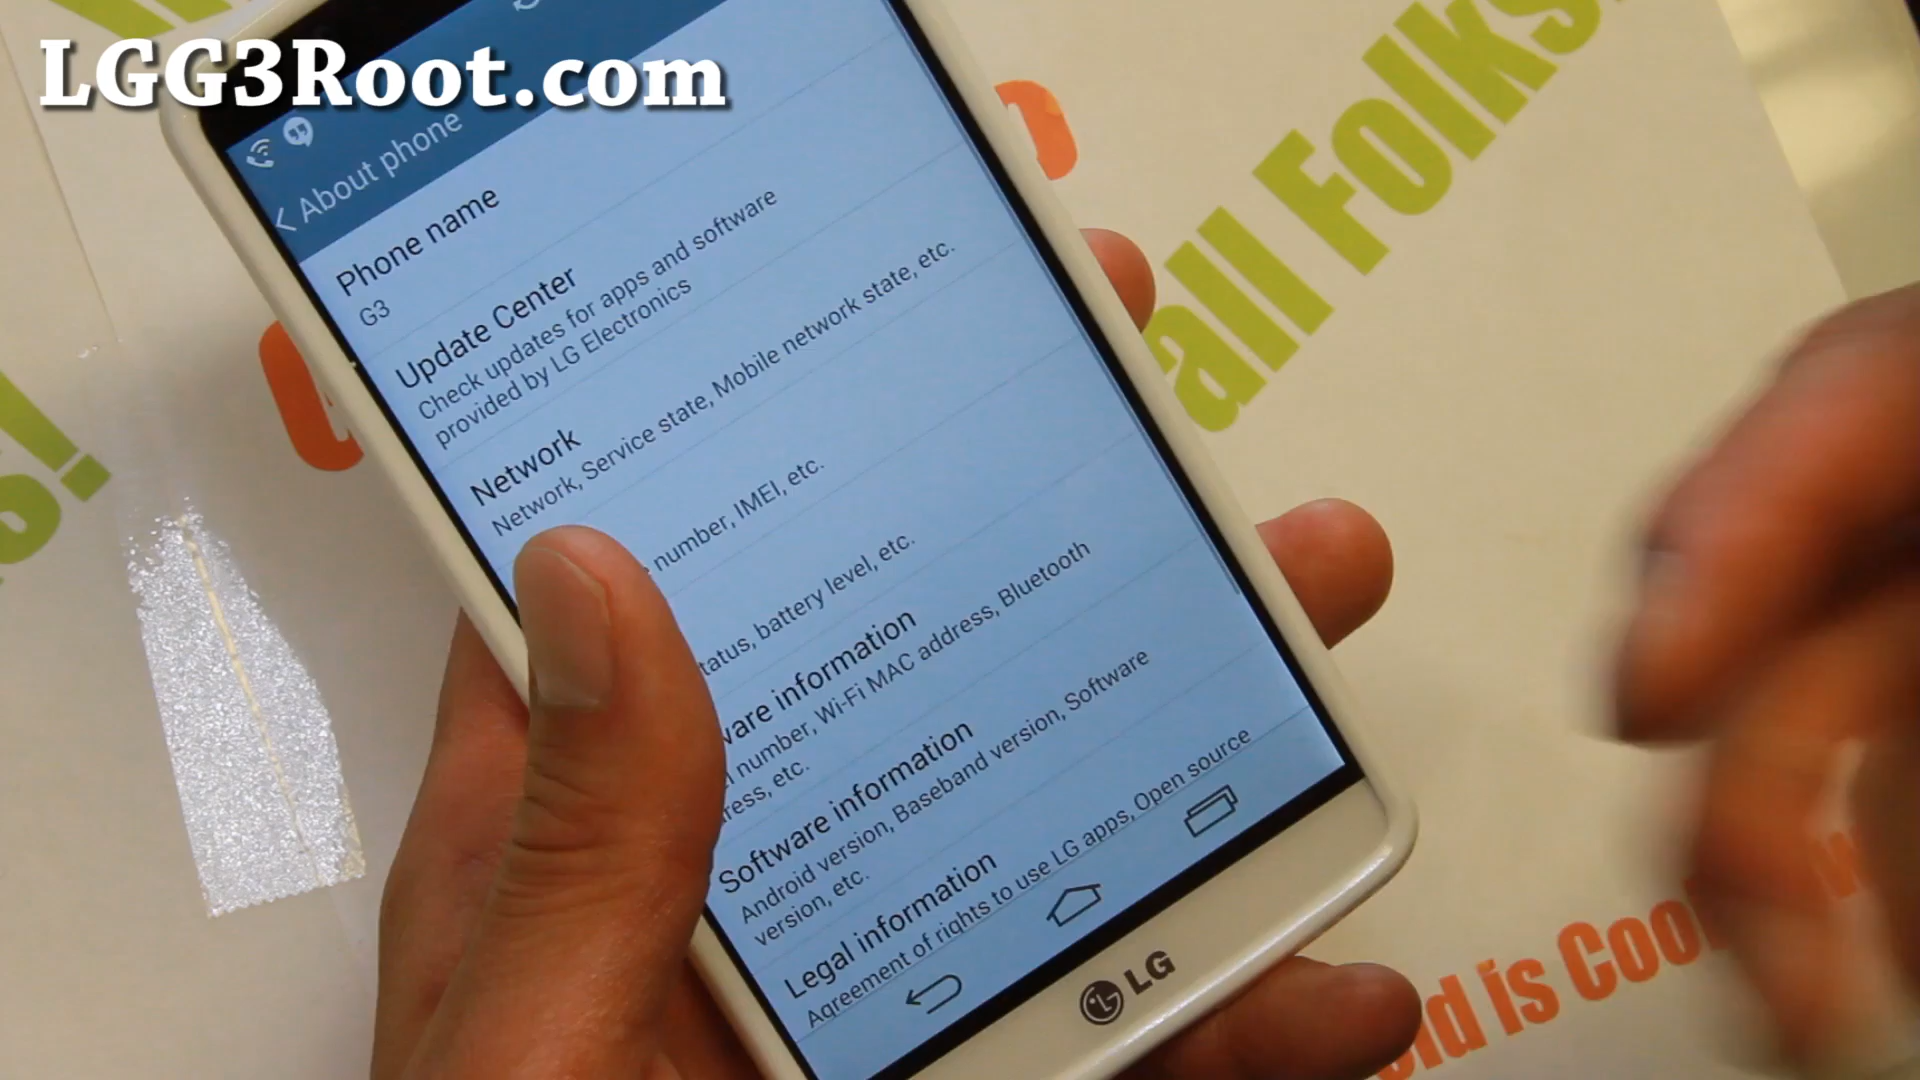 LGG3Root.com
About phone
Phone name
G3
Update Center
Check updates for apps and software
provided by LG Electronics
Network
Network, Service state, Mobile network state, etc.
number, IMEI, etc.
tatus, battery level, etc.
ware information
number, Wi-Fi MAC address, Bluetooth
ress, etc.
Software information
Android version, Baseband version, Software
version, etc.
Legal information
Agreement of rights to use LG apps, Open source
LG
all Folks!
is Coo
s!